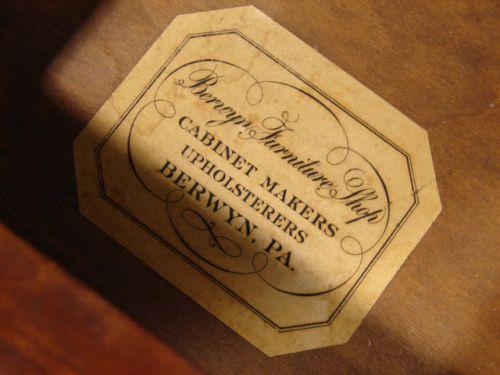 Berwyn Furniture Shop
CABINET MAKERS
UPHOLSTERERS
BERWYN, PA.